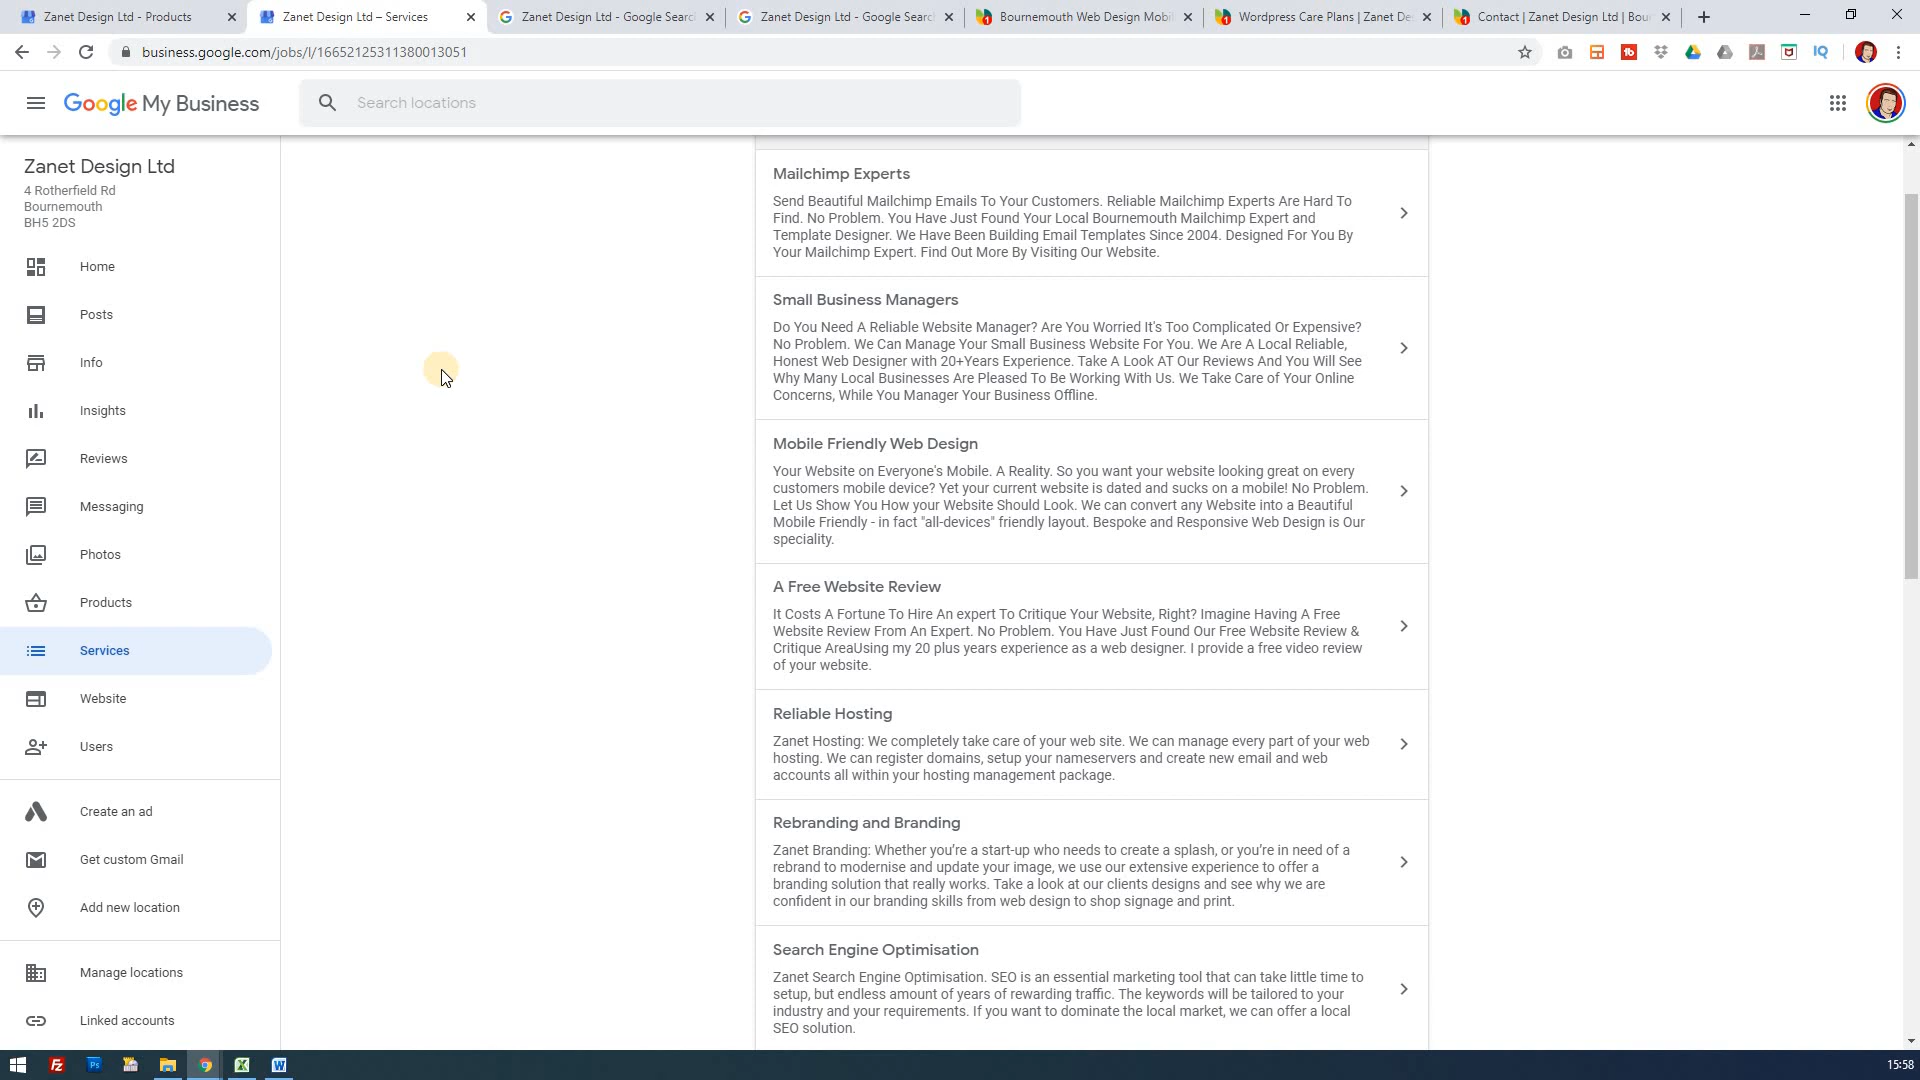 Zanet Design Ltd - Products
Zanet Design Ltd – Services
Zanet Design Ltd - Google Searc
Zanet Design Ltd - Google Searc
Bournemouth Web Design Mobi
Wordpress Care Plans | Zanet De
Contact | Zanet Design Ltd | Bou
business.google.com/jobs/l/16652125311380013051
Google My Business
Search locations
Zanet Design Ltd
4 Rotherfield Rd
Bournemouth
BH5 2DS
Home
Posts
Info
Insights
Reviews
Messaging
Photos
Products
Services
Website
Users
Create an ad
Get custom Gmail
Add new location
Manage locations
Linked accounts
Mailchimp Experts
Send Beautiful Mailchimp Emails To Your Customers. Reliable Mailchimp Experts Are Hard To
Find. No Problem. You Have Just Found Your Local Bournemouth Mailchimp Expert and
Template Designer. We Have Been Building Email Templates Since 2004. Designed For You By
Your Mailchimp Expert. Find Out More By Visiting Our Website.
Small Business Managers
Do You Need A Reliable Website Manager? Are You Worried It's Too Complicated Or Expensive?
No Problem. We Can Manage Your Small Business Website For You. We Are A Local Reliable,
Honest Web Designer with 20+Years Experience. Take A Look AT Our Reviews And You Will See
Why Many Local Businesses Are Pleased To Be Working With Us. We Take Care of Your Online
Concerns, While You Manager Your Business Offline.
Mobile Friendly Web Design
Your Website on Everyone's Mobile. A Reality. So you want your website looking great on every
customers mobile device? Yet your current website is dated and sucks on a mobile! No Problem.
Let Us Show You How your Website Should Look. We can convert any Website into a Beautiful
Mobile Friendly - in fact "all-devices" friendly layout. Bespoke and Responsive Web Design is Our
speciality.
A Free Website Review
It Costs A Fortune To Hire An expert To Critique Your Website, Right? Imagine Having A Free
Website Review From An Expert. No Problem. You Have Just Found Our Free Website Review &
Critique AreaUsing my 20 plus years experience as a web designer. I provide a free video review
of your website.
Reliable Hosting
Zanet Hosting: We completely take care of your web site. We can manage every part of your web
hosting. We can register domains, setup your nameservers and create new email and web
accounts all within your hosting management package.
Rebranding and Branding
Zanet Branding: Whether you're a start-up who needs to create a splash, or you're in need of a
rebrand to modernise and update your image, we use our extensive experience to offer a
branding solution that really works. Take a look at our clients designs and see why we are
confident in our branding skills from web design to shop signage and print.
Search Engine Optimisation
Zanet Search Engine Optimisation. SEO is an essential marketing tool that can take little time to
setup, but endless amount of years of rewarding traffic. The keywords will be tailored to your
industry and your requirements. If you want to dominate the local market, we can offer a local
SEO solution.
15:58